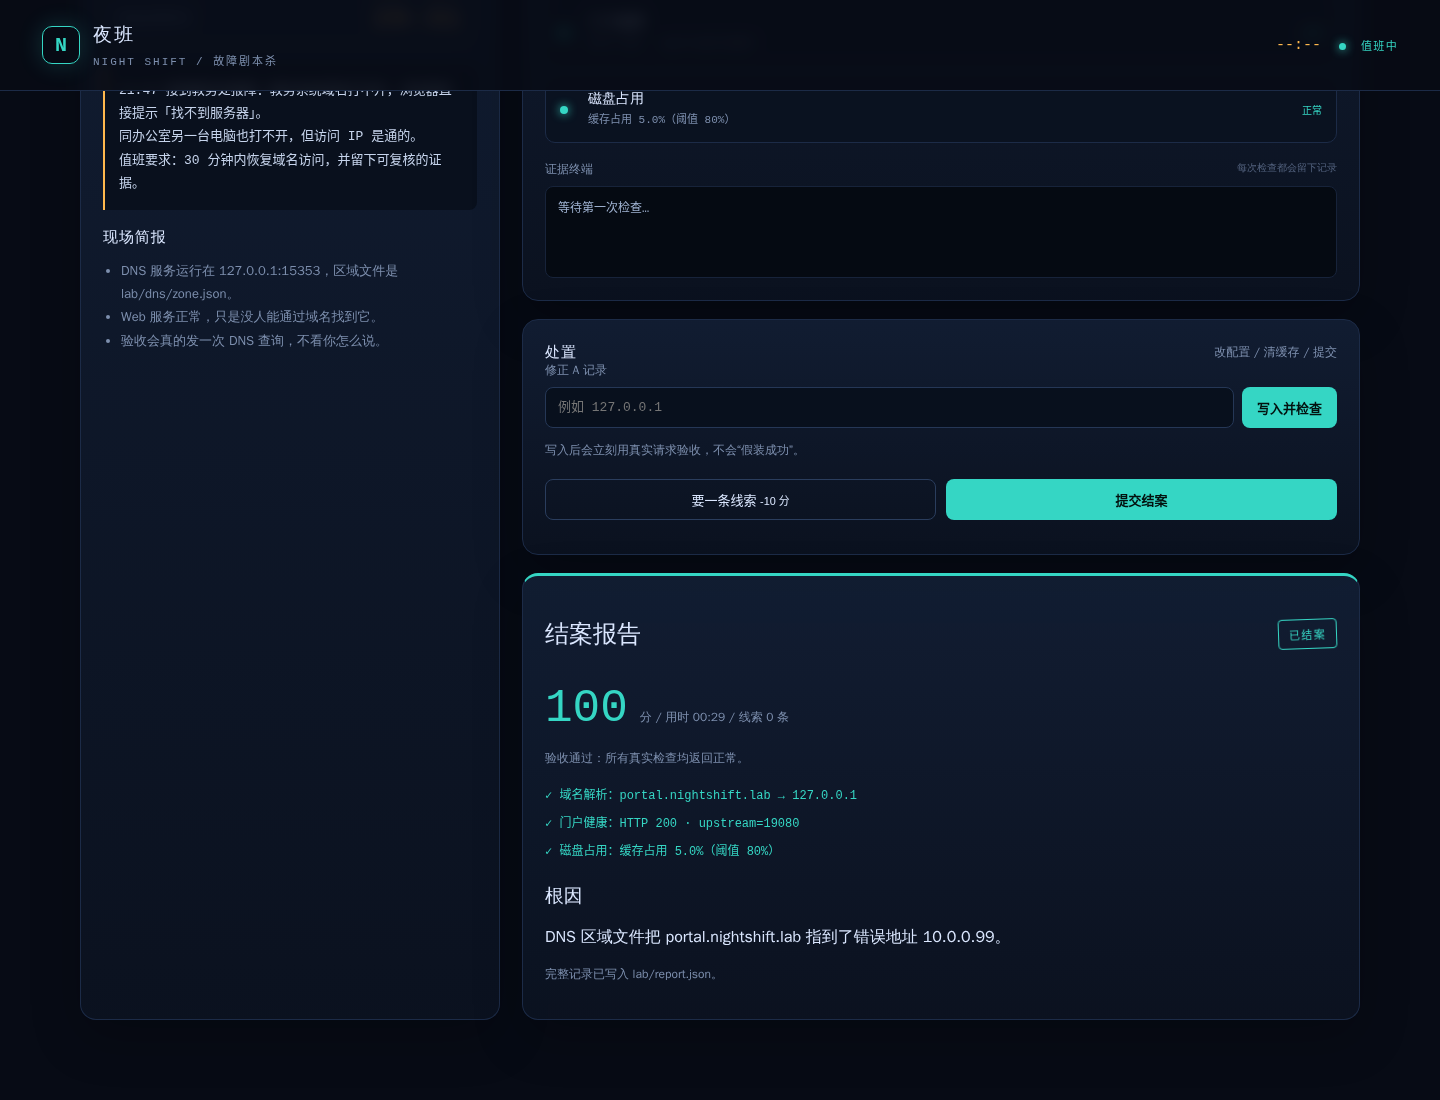 N
夜班
NIGHT SHIFT / 故障剧本杀
--:--
值班中
接提示「找不到服务器」。
同办公室另一台电脑也打不开，但访问 IP 是通的。
值班要求：30 分钟内恢复域名访问，并留下可复核的证
据。
现场简报
DNS 服务运行在 127.0.0.1:15353，区域文件是
lab/dns/zone.json。
Web 服务正常，只是没人能通过域名找到它。
验收会真的发一次 DNS 查询，不看你怎么说。
磁盘占用
缓存占用 5.0%（阈值 80%）
正常
证据终端
每次检查都会留下记录
等待第一次检查…
处置
改配置 / 清缓存 / 提交
修正 A 记录
例如 127.0.0.1
写入并检查
写入后会立刻用真实请求验收，不会“假装成功”。
要一条线索 -10 分
提交结案
结案报告
已结案
100 分 / 用时 00:29 / 线索 0 条
验收通过：所有真实检查均返回正常。
✓ 域名解析：portal.nightshift.lab → 127.0.0.1
✓ 门户健康：HTTP 200 · upstream=19080
✓ 磁盘占用：缓存占用 5.0%（阈值 80%）
根因
DNS 区域文件把 portal.nightshift.lab 指到了错误地址 10.0.0.99。
完整记录已写入 lab/report.json。